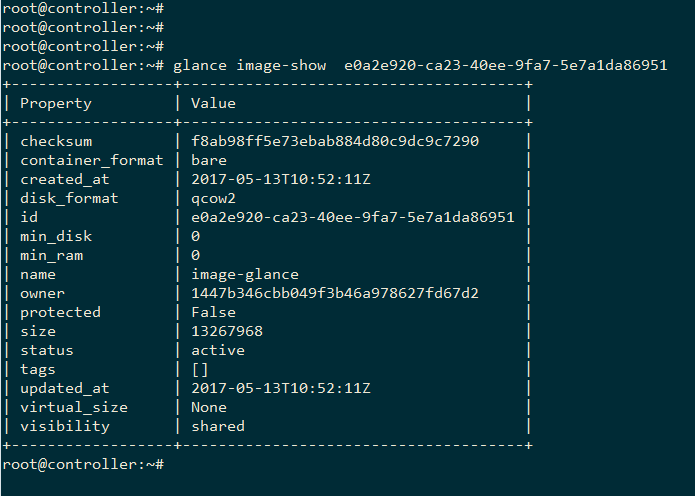 root@controller:~#
root@controller:~#
root@controller:~#
root@controller:~# glance image-show  e0a2e920-ca23-40ee-9fa7-5e7a1da86951
+------------------+--------------------------------------+
| Property         | Value                                |
+------------------+--------------------------------------+
| checksum         | f8ab98ff5e73ebab884d80c9dc9c7290     |
| container_format | bare                                 |
| created_at       | 2017-05-13T10:52:11Z                 |
| disk_format      | qcow2                                |
| id               | e0a2e920-ca23-40ee-9fa7-5e7a1da86951 |
| min_disk         | 0                                    |
| min_ram          | 0                                    |
| name             | image-glance                         |
| owner            | 1447b346cbb049f3b46a978627fd67d2     |
| protected        | False                                |
| size             | 13267968                             |
| status           | active                               |
| tags             | []                                   |
| updated_at       | 2017-05-13T10:52:11Z                 |
| virtual_size     | None                                 |
| visibility       | shared                               |
+------------------+--------------------------------------+
root@controller:~#